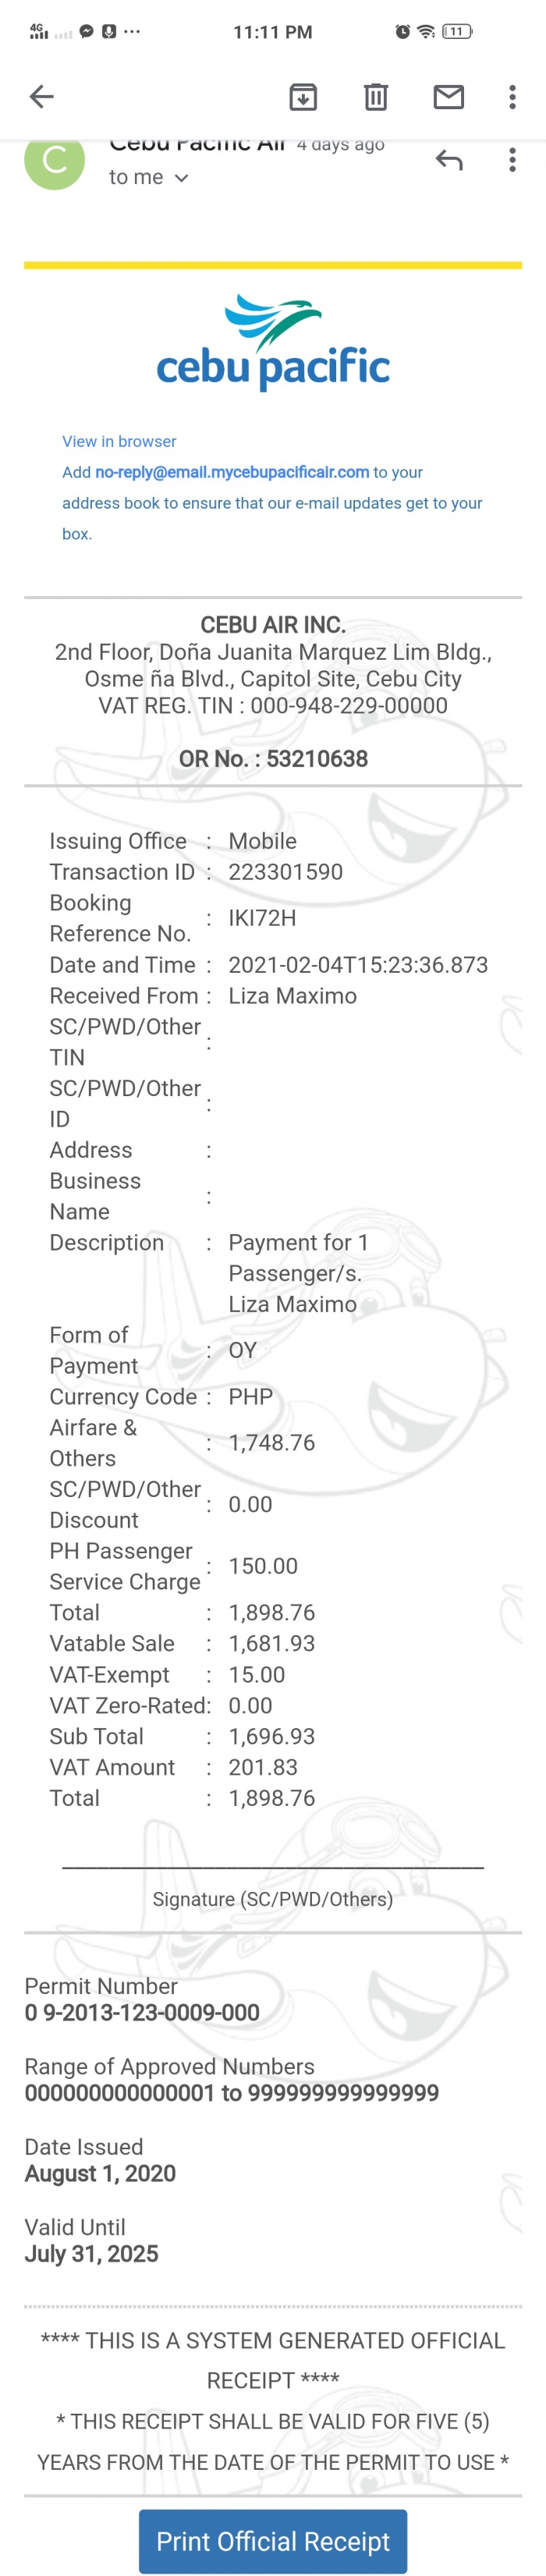 4G
11:11 PM
11
C
Cebu Pacific Air 4 days ago
to me
cebu pacific
View in browser
Add no-reply@email.mycebupacificair.com to your
address book to ensure that our e-mail updates get to your
box.
CEBU AIR INC.
2nd Floor, Doña Juanita Marquez Lim Bldg.,
Osme ña Blvd., Capitol Site, Cebu City
VAT REG. TIN : 000-948-229-00000
OR No. : 53210638
Issuing Office : Mobile
Transaction ID : 223301590
Booking
Reference No. : IKI72H
Date and Time : 2021-02-04T15:23:36.873
Received From : Liza Maximo
SC/PWD/Other
TIN :
SC/PWD/Other
ID :
Address :
Business
Name :
Description : Payment for 1
Passenger/s.
Liza Maximo
Form of
Payment : OY
Currency Code : PHP
Airfare &
Others : 1,748.76
SC/PWD/Other
Discount : 0.00
PH Passenger
Service Charge : 150.00
Total : 1,898.76
Vatable Sale : 1,681.93
VAT-Exempt : 15.00
VAT Zero-Rated: 0.00
Sub Total : 1,696.93
VAT Amount : 201.83
Total : 1,898.76
Signature (SC/PWD/Others)
Permit Number
0 9-2013-123-0009-000
Range of Approved Numbers
000000000000001 to 999999999999999
Date Issued
August 1, 2020
Valid Until
July 31, 2025
**** THIS IS A SYSTEM GENERATED OFFICIAL
RECEIPT ****
* THIS RECEIPT SHALL BE VALID FOR FIVE (5)
YEARS FROM THE DATE OF THE PERMIT TO USE *
Print Official Receipt